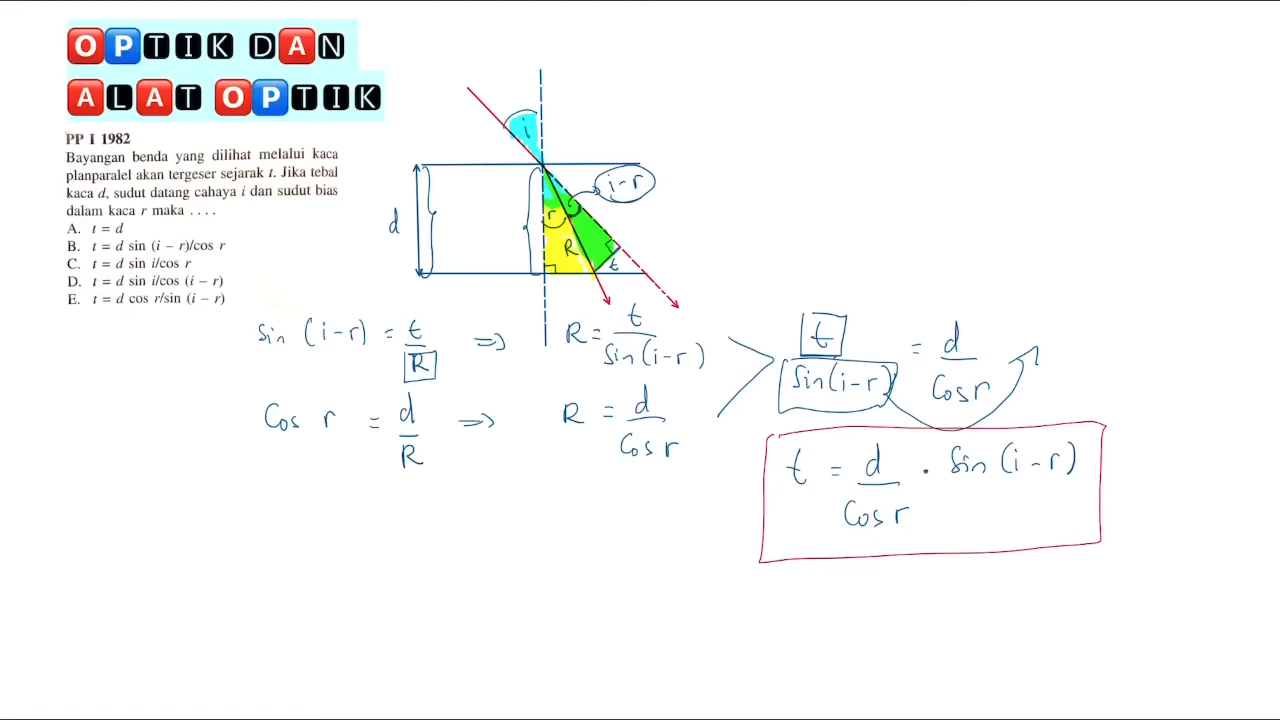 OPTIK DAN
ALAT OPTIK
PP I 1982
Bayangan benda yang dilihat melalui kaca
planparalel akan tergeser sejarak t. Jika tebal
kaca d, sudut datang cahaya i dan sudut bias
dalam kaca r maka ....
A. t = d
B. t = d sin (i – r)/cos r
C. t = d sin i/cos r
D. t = d sin i/cos (i – r)
E. t = d cos r/sin (i – r)
i
i-r
d
r
R
t
sin (i-r) = t/R ⇒ R = t/sin(i-r)
Cos r = d/R ⇒ R = d/Cos r
t/sin(i-r) = d/Cos r
t = d/Cos r . sin (i-r)